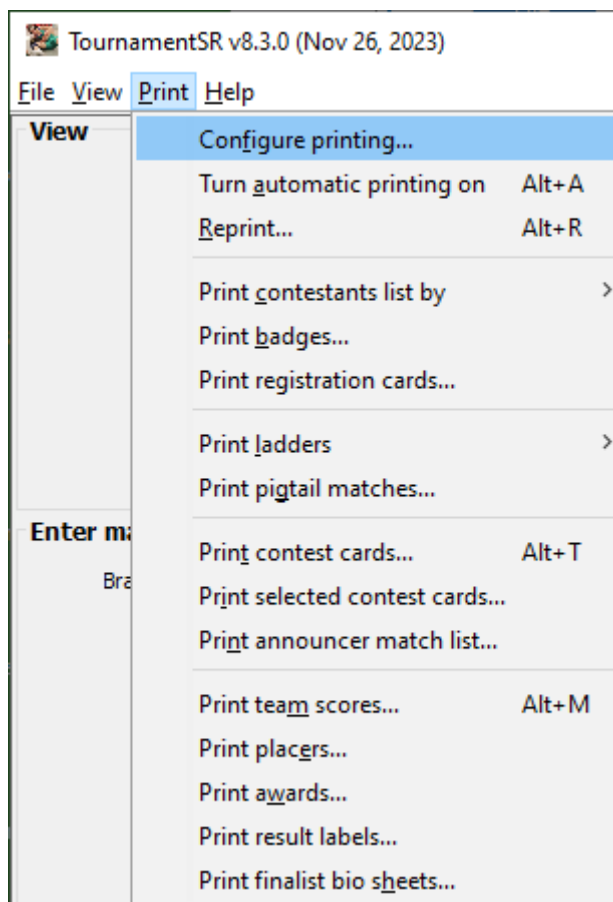 TournamentSR v8.3.0 (Nov 26, 2023)
File View Print Help
View
Configure printing...
Turn automatic printing on Alt+A
Reprint... Alt+R
Print contestants list by
Print badges...
Print registration cards...
Print ladders
Print pigtail matches...
Enter ma
Print contest cards... Alt+T
Bra
Print selected contest cards...
Print announcer match list...
Print team scores... Alt+M
Print placers...
Print awards...
Print result labels...
Print finalist bio sheets...